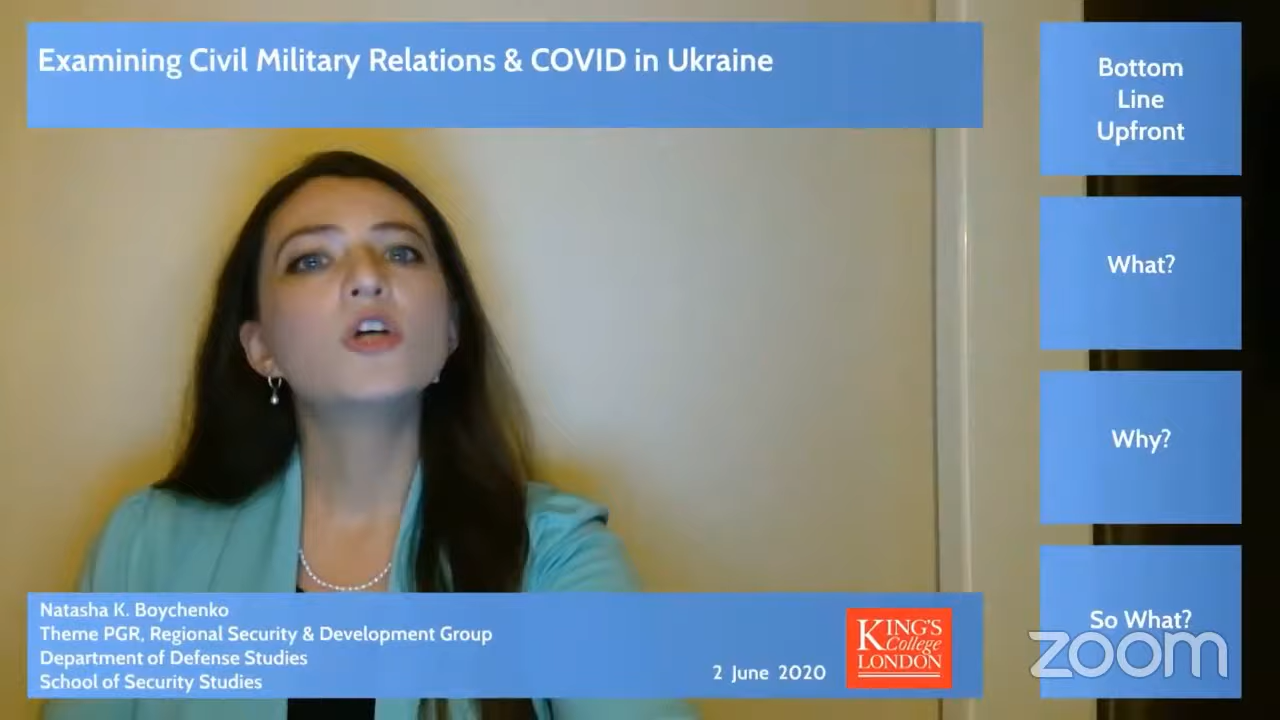 Examining Civil Military Relations & COVID in Ukraine
Bottom
Line
Upfront
What?
Why?
So What?
Natasha K. Boychenko
Theme PGR, Regional Security & Development Group
Department of Defense Studies
School of Security Studies
2 June 2020
KING'S
College
LONDON
zoom